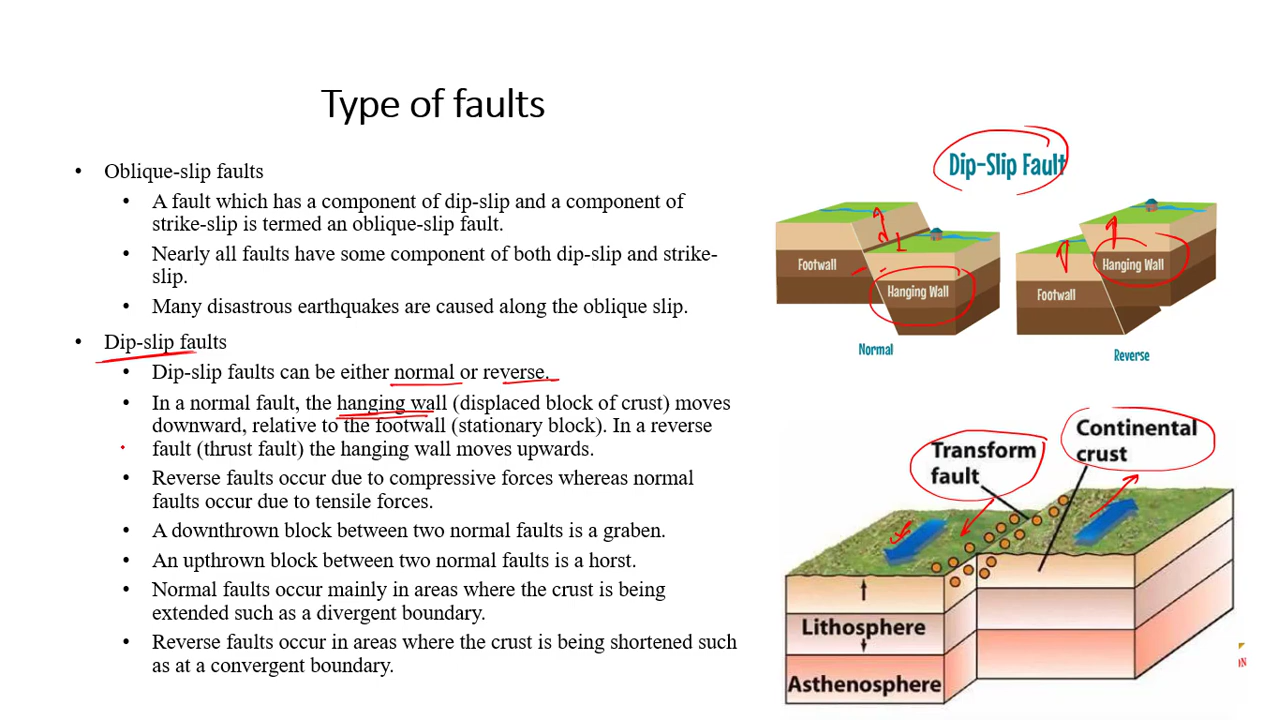 Type of faults
• Oblique-slip faults
• A fault which has a component of dip-slip and a component of
strike-slip is termed an oblique-slip fault.
• Nearly all faults have some component of both dip-slip and strike-
slip.
• Many disastrous earthquakes are caused along the oblique slip.
• Dip-slip faults
• Dip-slip faults can be either normal or reverse.
• In a normal fault, the hanging wall (displaced block of crust) moves
downward, relative to the footwall (stationary block). In a reverse
fault (thrust fault) the hanging wall moves upwards.
• Reverse faults occur due to compressive forces whereas normal
faults occur due to tensile forces.
• A downthrown block between two normal faults is a graben.
• An upthrown block between two normal faults is a horst.
• Normal faults occur mainly in areas where the crust is being
extended such as a divergent boundary.
• Reverse faults occur in areas where the crust is being shortened such
as at a convergent boundary.
Dip-Slip Fault
Footwall
Hanging Wall
Normal
Footwall
Hanging Wall
Reverse
Transform
fault
Continental
crust
Lithosphere
Asthenosphere